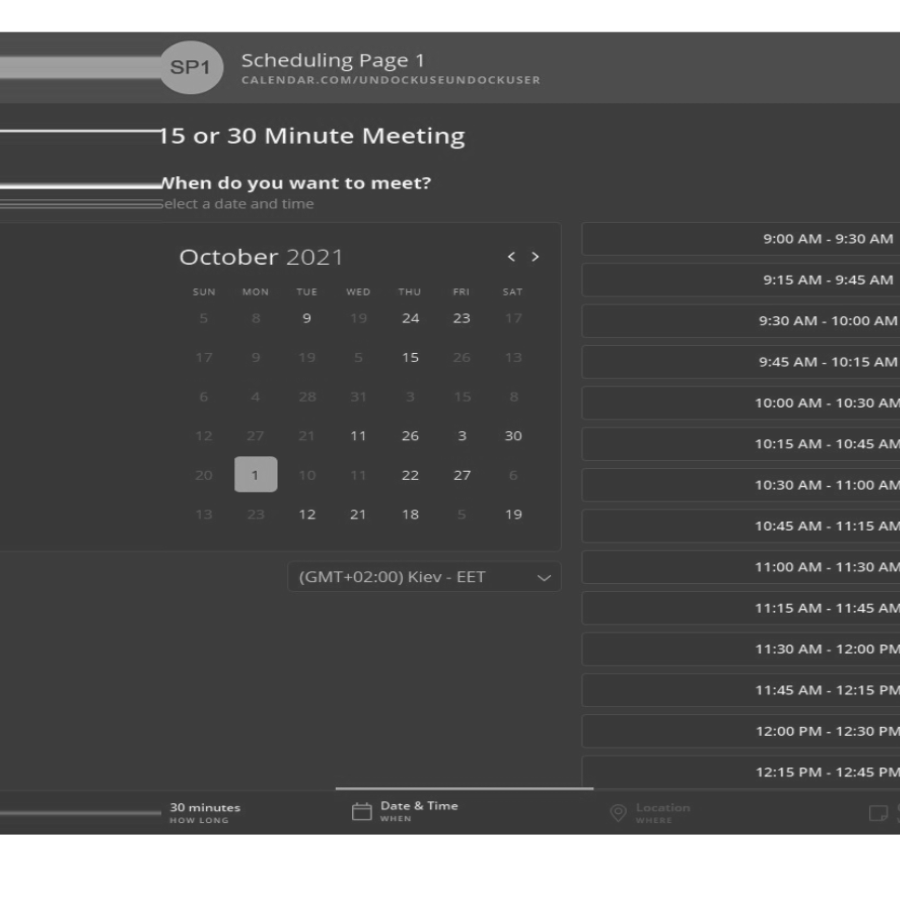 SP1
Scheduling Page 1
CALENDAR.COM/UNDOCKUSEUNDOCKUSER
15 or 30 Minute Meeting
When do you want to meet?
Select a date and time
October 2021 < >
SUN MON TUE WED THU FRI SAT
5 8 9 19 24 23 17
17 9 19 5 15 26 13
6 4 28 31 3 15 8
12 27 21 11 26 3 30
20 1 10 11 22 27 6
13 23 12 21 18 5 19
(GMT+02:00) Kiev - EET
9:00 AM - 9:30 AM
9:15 AM - 9:45 AM
9:30 AM - 10:00 AM
9:45 AM - 10:15 AM
10:00 AM - 10:30 AM
10:15 AM - 10:45 AM
10:30 AM - 11:00 AM
10:45 AM - 11:15 AM
11:00 AM - 11:30 AM
11:15 AM - 11:45 AM
11:30 AM - 12:00 PM
11:45 AM - 12:15 PM
12:00 PM - 12:30 PM
12:15 PM - 12:45 PM
30 minutes
HOW LONG
Date & Time
WHEN
Location
WHERE